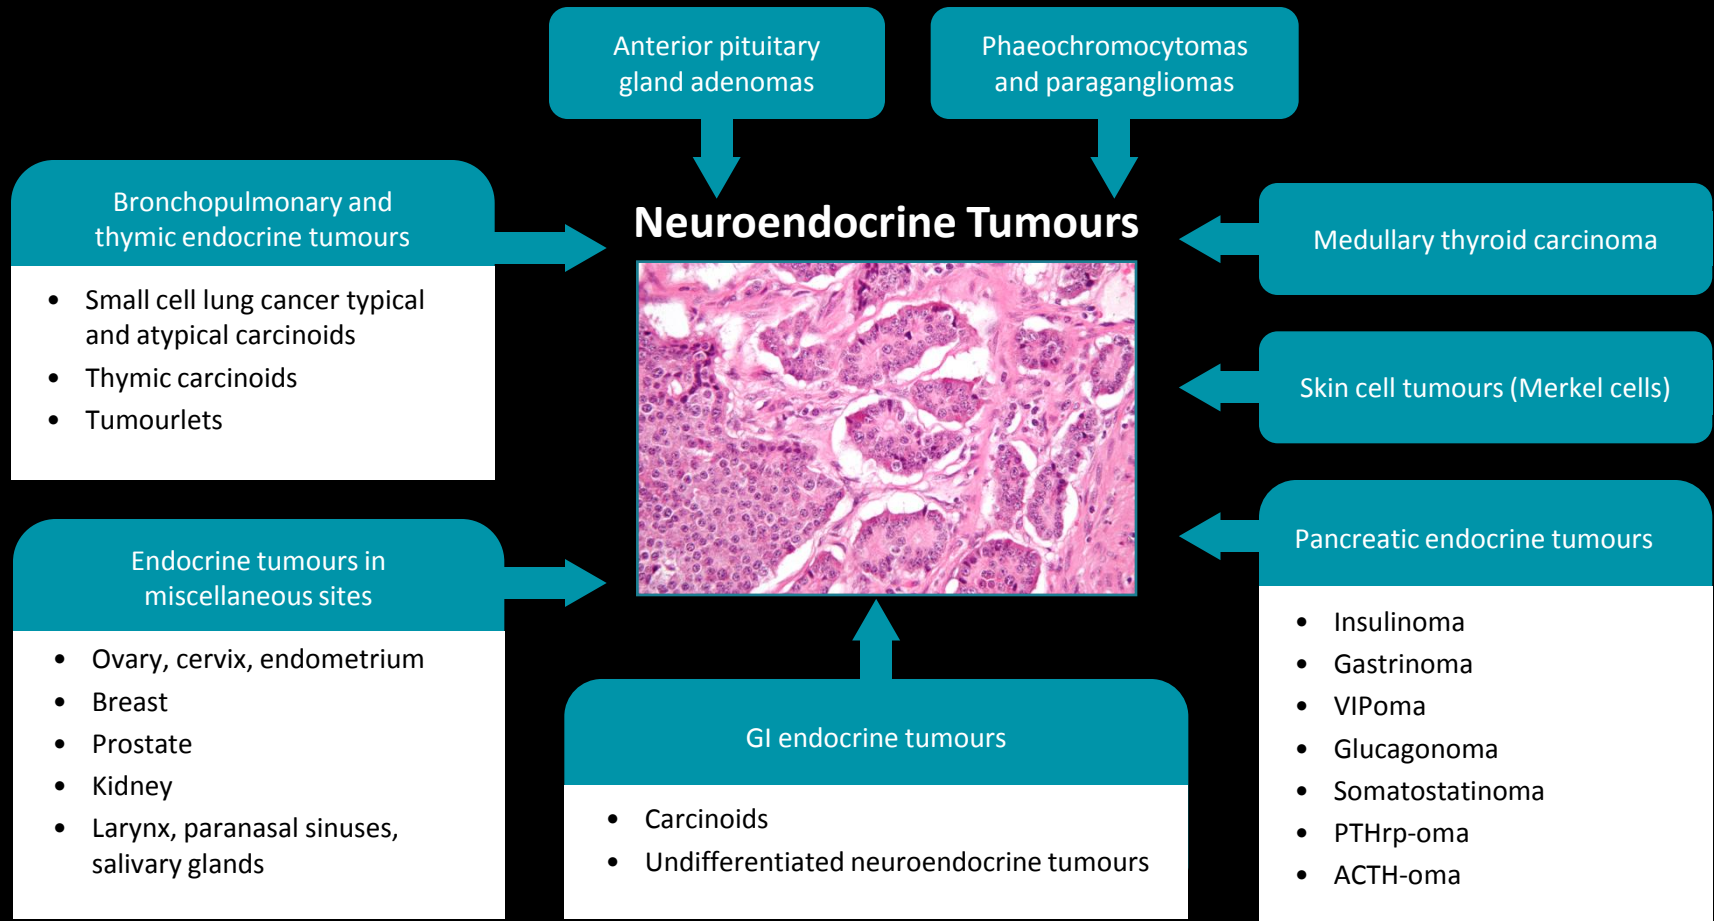 Anterior pituitary
gland adenomas
Phaeochromocytomas
and paragangliomas
Neuroendocrine Tumours
Bronchopulmonary and
thymic endocrine tumours
• Small cell lung cancer typical
and atypical carcinoids
• Thymic carcinoids
• Tumourlets
Medullary thyroid carcinoma
Skin cell tumours (Merkel cells)
Endocrine tumours in
miscellaneous sites
• Ovary, cervix, endometrium
• Breast
• Prostate
• Kidney
• Larynx, paranasal sinuses,
salivary glands
GI endocrine tumours
• Carcinoids
• Undifferentiated neuroendocrine tumours
Pancreatic endocrine tumours
• Insulinoma
• Gastrinoma
• VIPoma
• Glucagonoma
• Somatostatinoma
• PTHrp-oma
• ACTH-oma